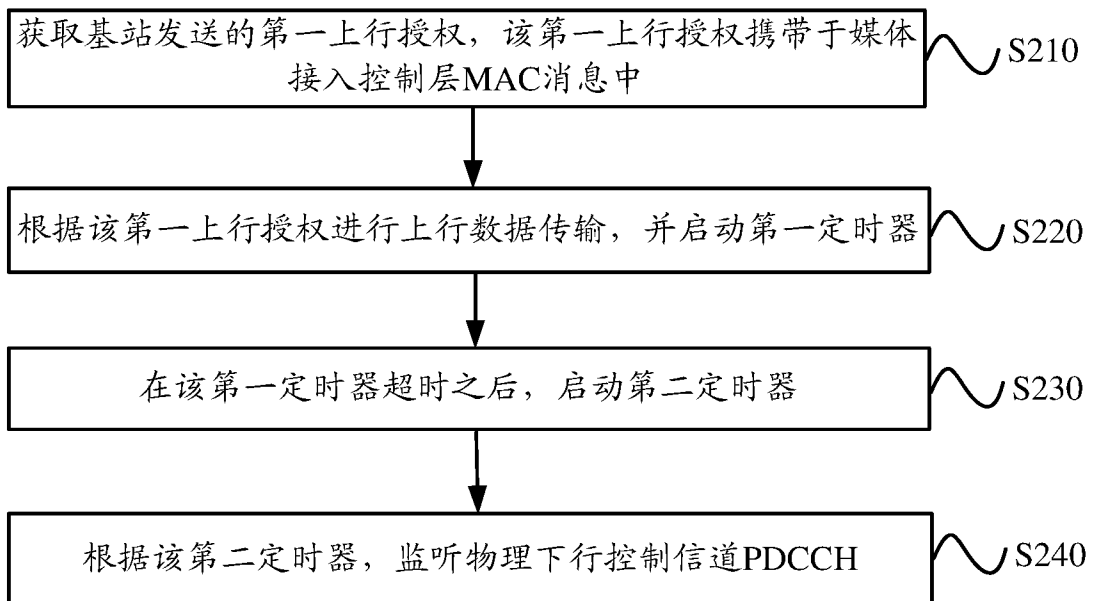 获取基站发送的第一上行授权，该第一上行授权携带于媒体
接入控制层MAC消息中
S210
根据该第一上行授权进行上行数据传输，并启动第一定时器
S220
在该第一定时器超时之后，启动第二定时器
S230
根据该第二定时器，监听物理下行控制信道PDCCH
S240